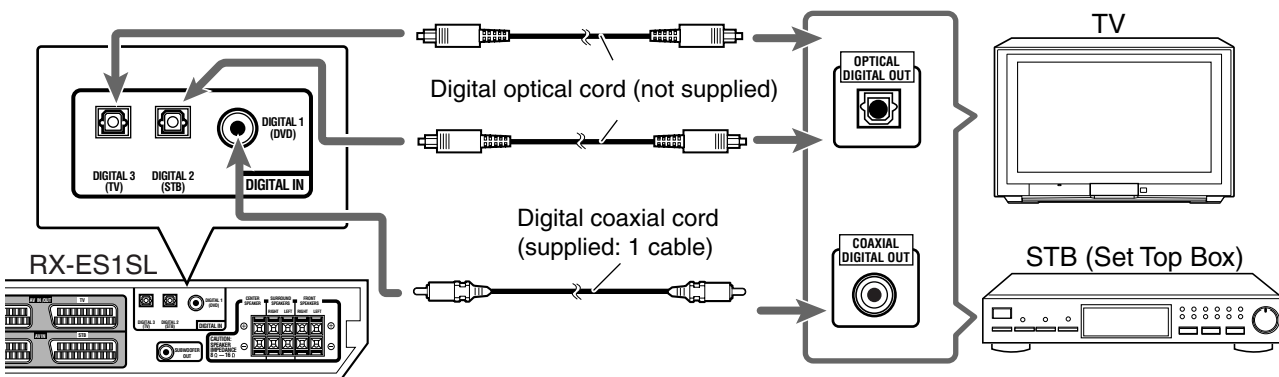 TV
OPTICAL
DIGITAL OUT
Digital optical cord (not supplied)
DIGITAL 1
(DVD)
DIGITAL 3
(TV)
DIGITAL 2
(STB)
DIGITAL IN
Digital coaxial cord
(supplied: 1 cable)
COAXIAL
DIGITAL OUT
RX-ES1SL
STB (Set Top Box)
TV
STB
DIGITAL 1
(DVD)
DIGITAL 3
(TV)
DIGITAL 2
(STB)
DIGITAL IN
SUBWOOFER
OUT
CENTER
SPEAKER
SURROUND
SPEAKERS
FRONT
SPEAKERS
RIGHT LEFT RIGHT LEFT
CAUTION:
SPEAKER
IMPEDANCE
8 Ω — 16 Ω